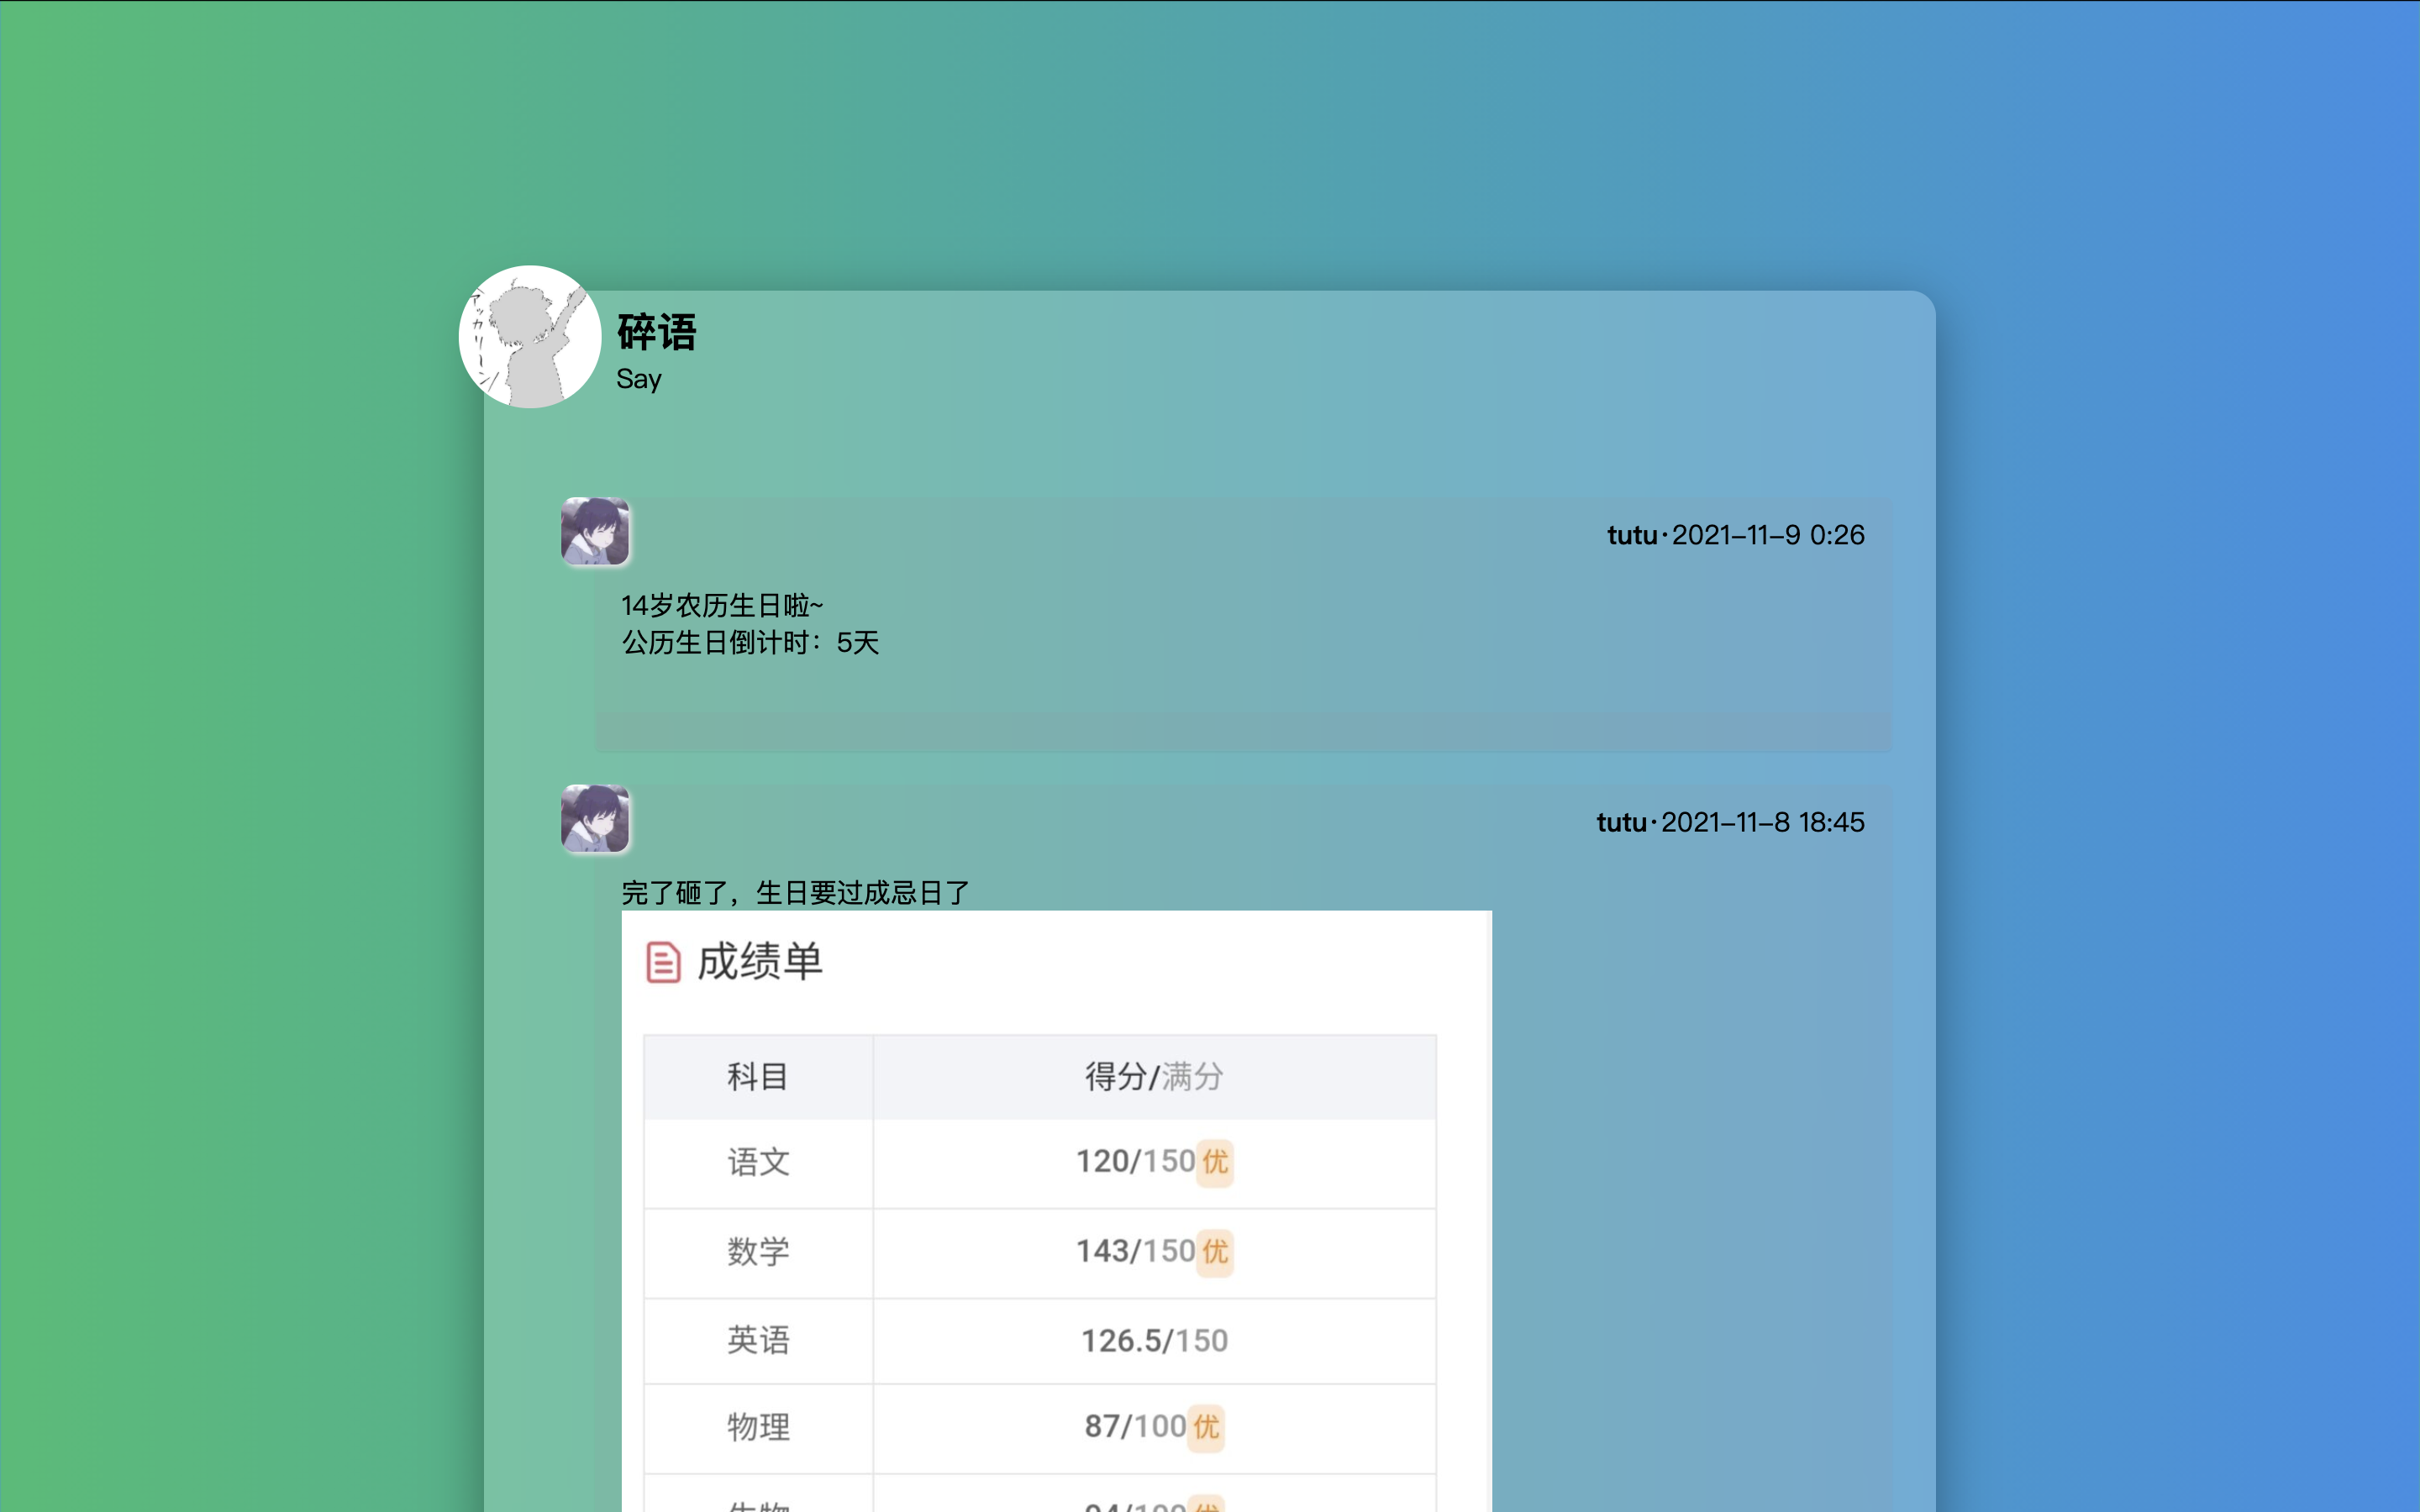 碎语
Say
tutu·2021-11-9 0:26
14岁农历生日啦~
公历生日倒计时：5天
tutu·2021-11-8 18:45
完了砸了，生日要过成忌日了
成绩单
科目 得分/满分
语文 120/150 优
数学 143/150 优
英语 126.5/150
物理 87/100 优